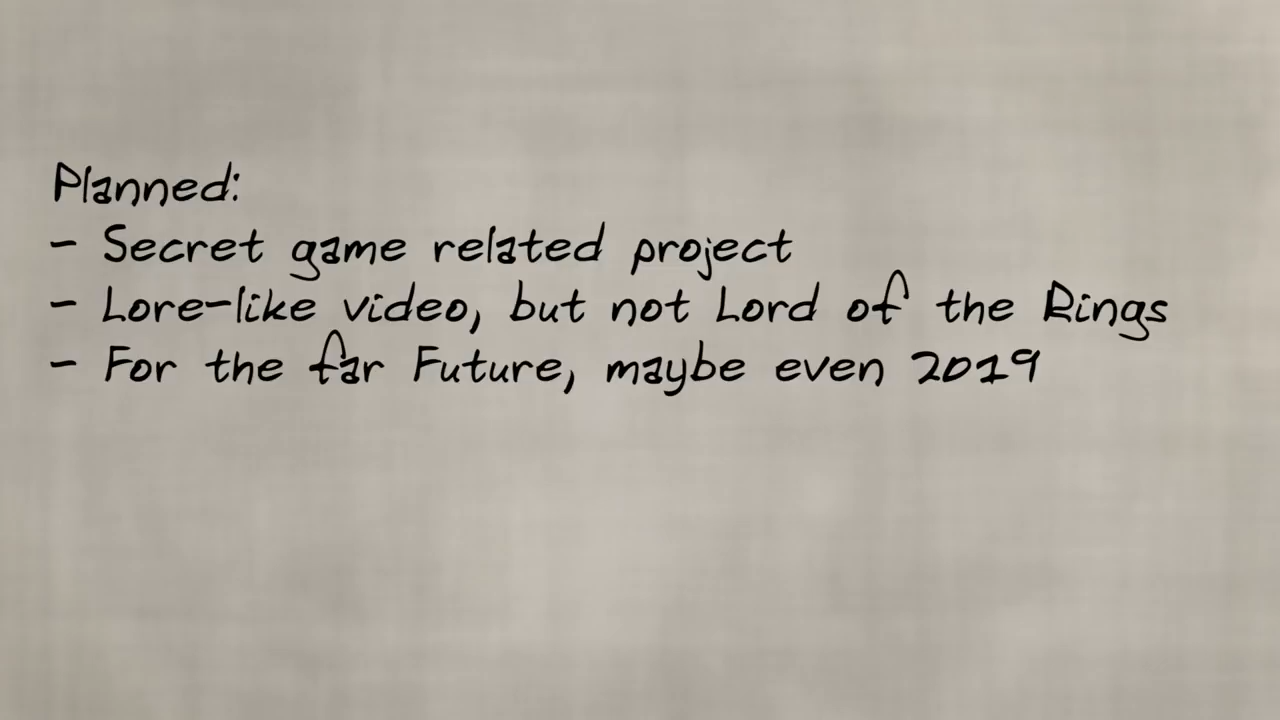 Planned:
- Secret game related project
- Lore-like video, but not Lord of the Rings
- For the far Future, maybe even 2019